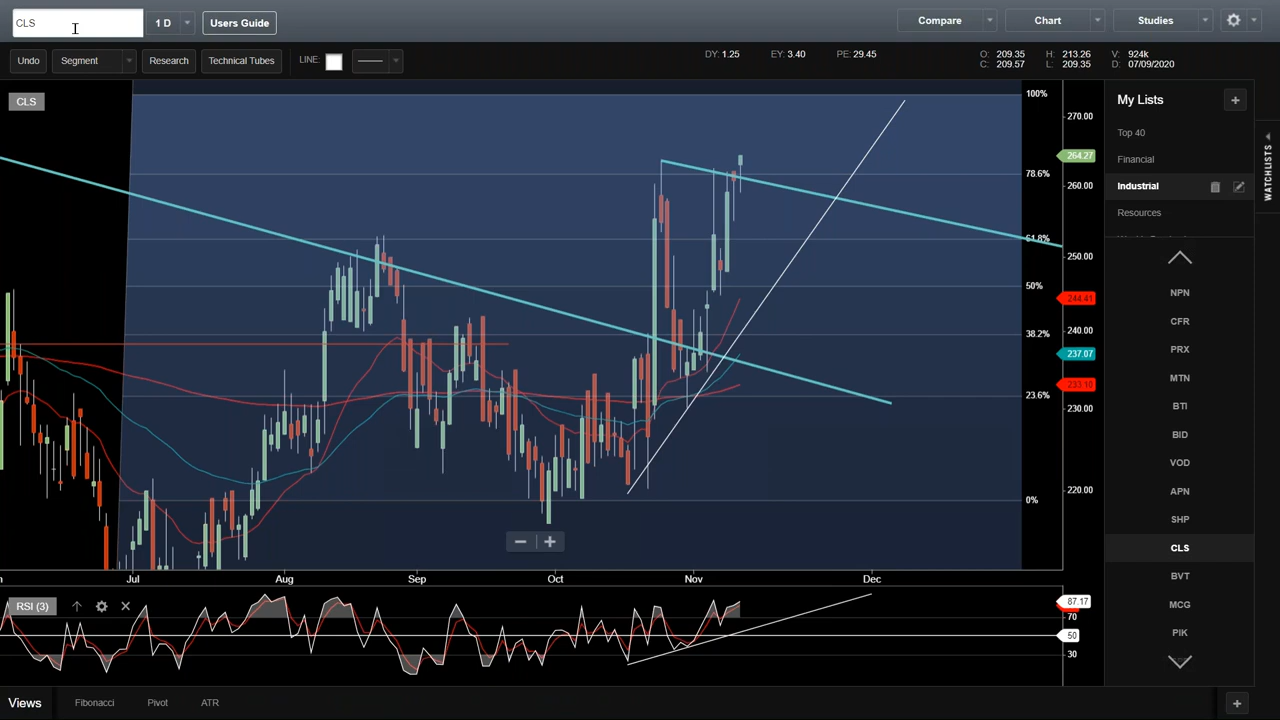 CLS
1 D
Users Guide
Compare
Chart
Studies
Undo
Segment
Research
Technical Tubes
LINE:
DY: 1.25
EY: 3.40
PE: 29.45
O: 209.35 H: 213.26 V: 924k
C: 209.57 L: 209.35 D: 07/09/2020
CLS
100%
78.6%
61.8%
50%
38.2%
23.6%
0%
270.00
264.27
260.00
250.00
244.41
240.00
237.07
233.10
230.00
220.00
Jul
Aug
Sep
Oct
Nov
Dec
RSI (3)
87.17
70
50
30
My Lists
Top 40
Financial
Industrial
Resources
NPN
CFR
PRX
MTN
BTI
BID
VOD
APN
SHP
CLS
BVT
MCG
PIK
WATCHLISTS
Views
Fibonacci
Pivot
ATR